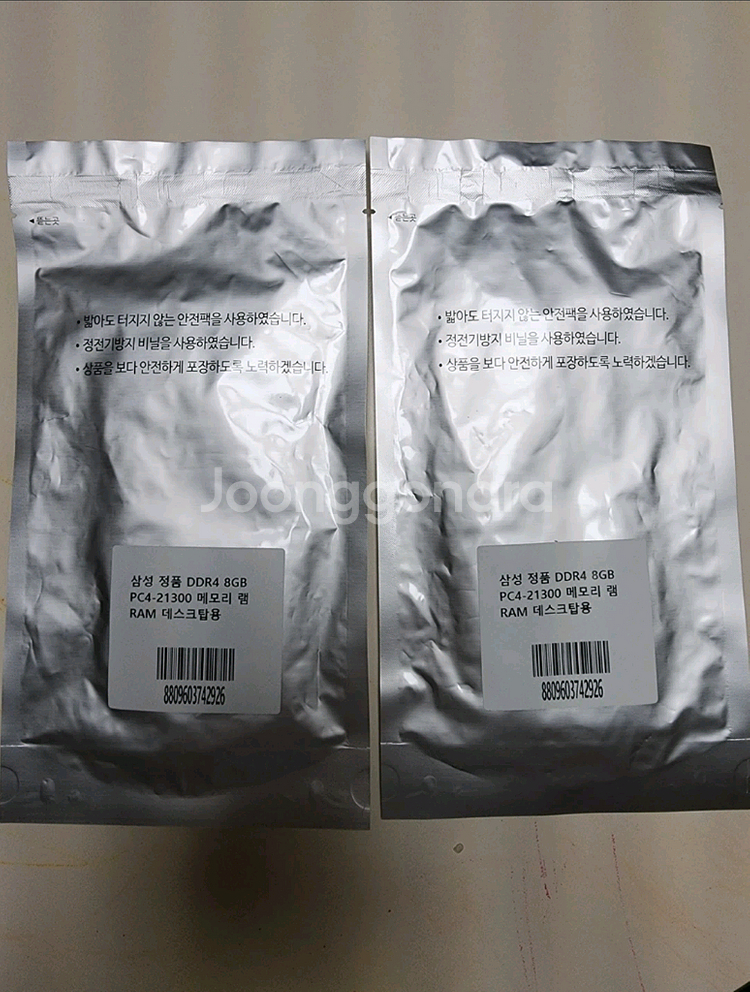 ◀뜯는곳
• 밟아도 터지지 않는 안전팩을 사용하였습니다.
• 정전기방지 비닐을 사용하였습니다.
• 상품을 보다 안전하게 포장하도록 노력하겠습니다.
삼성 정품 DDR4 8GB
PC4-21300 메모리 램
RAM 데스크탑용
8809603742926
◀뜯는곳
• 밟아도 터지지 않는 안전팩을 사용하였습니다.
• 정전기방지 비닐을 사용하였습니다.
• 상품을 보다 안전하게 포장하도록 노력하겠습니다.
삼성 정품 DDR4 8GB
PC4-21300 메모리 램
RAM 데스크탑용
8809603742926
Joonggonara